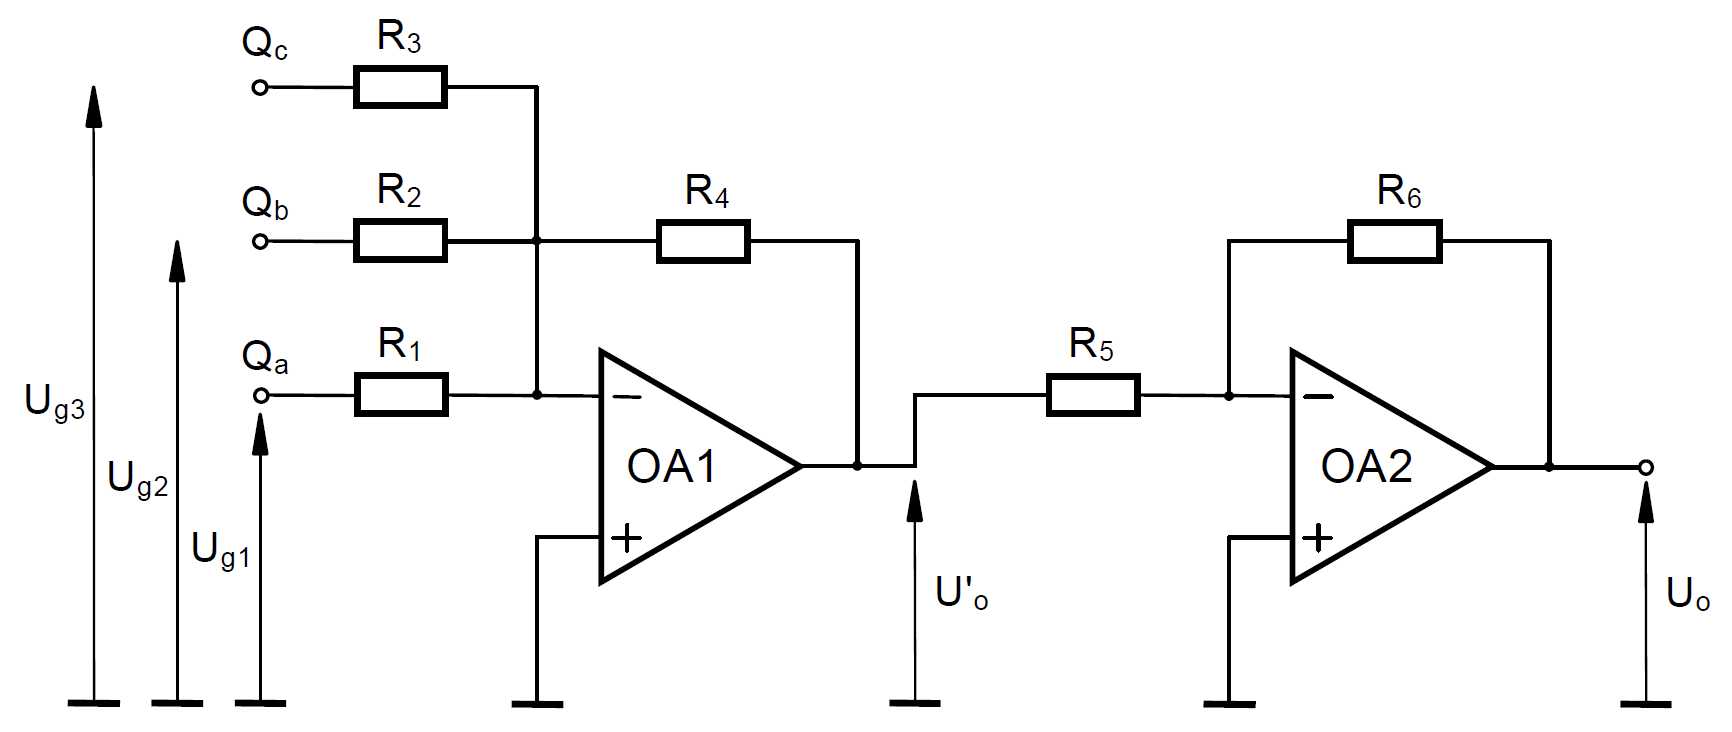 Qc
R3
Qb
R2
R4
R6
Qa
R1
R5
Ug3
Ug2
Ug1
−
OA1
+
U'o
−
OA2
+
Uo